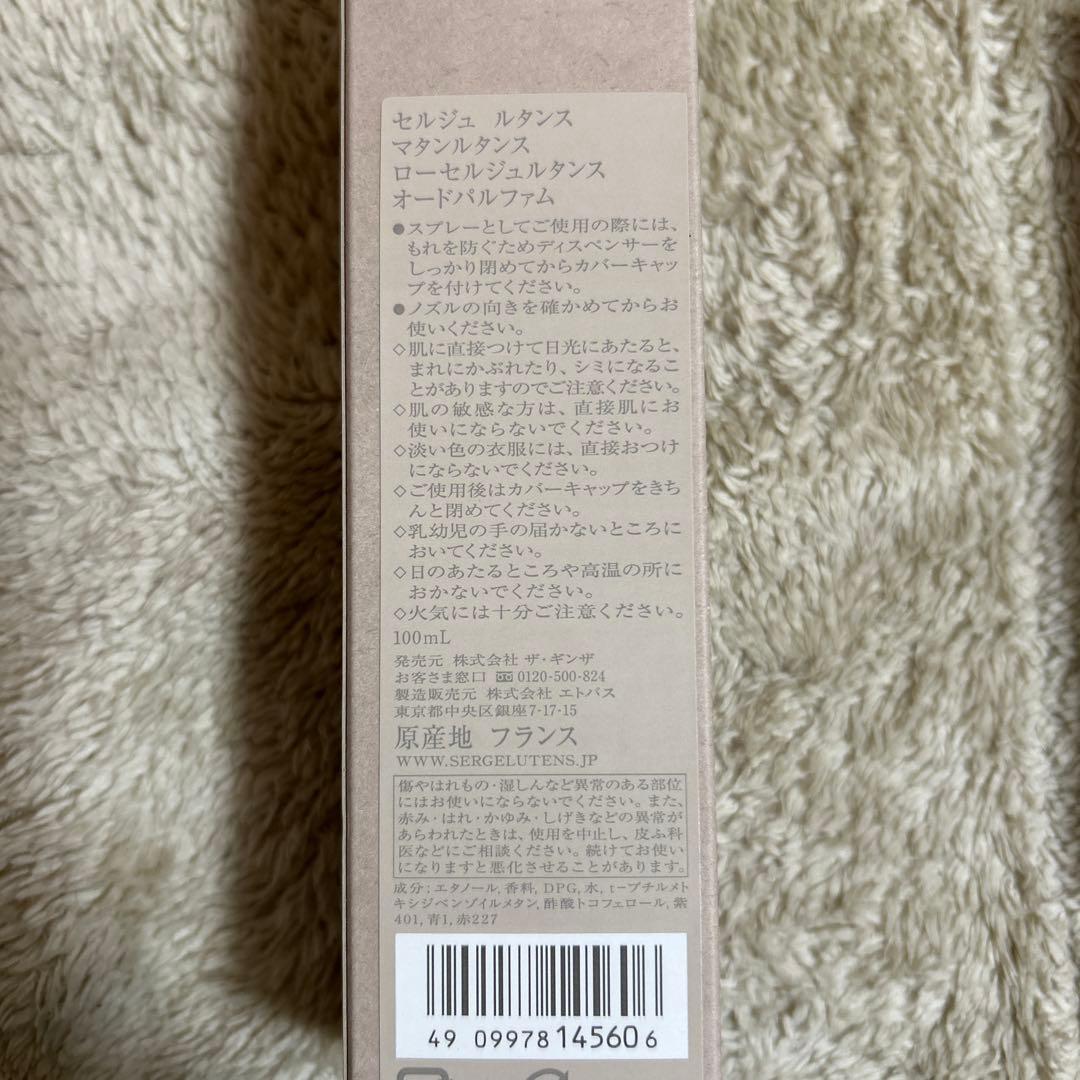 セルジュ ルタンス
マタンルタンス
ローセルジュルタンス
オードパルファム
●スプレーとしてご使用の際には、
もれを防ぐためディスペンサーを
しっかり閉めてからカバーキャッ
プを付けてください。
●ノズルの向きを確かめてからお
使いください。
◇肌に直接つけて日光にあたると、
まれにかぶれたり、シミになるこ
とがありますのでご注意ください。
◇肌の敏感な方は、直接肌にお
使いにならないでください。
◇淡い色の衣服には、直接おつけ
にならないでください。
◇ご使用後はカバーキャップをきち
んと閉めてください。
◇乳幼児の手の届かないところに
おいてください。
◇日のあたるところや高温の所に
おかないでください。
◇火気には十分ご注意ください。
100mL
発売元 株式会社 ザ・ギンザ
お客さま窓口 0120-500-824
製造販売元 株式会社 エトバス
東京都中央区銀座7-17-15
原産地 フランス
WWW.SERGELUTENS.JP
傷やはれもの・湿しんなど異常のある部位
にはお使いにならないでください。また、
赤み・はれ・かゆみ・しげきなどの異常が
あらわれたときは、使用を中止し、皮ふ科
医などにご相談ください。続けてお使い
になりますと悪化させることがあります。
成分；エタノール, 香料, DPG, 水, t-ブチルメト
キシジベンゾイルメタン, 酢酸トコフェロール, 紫
401, 青1, 赤227
49 09978 145606